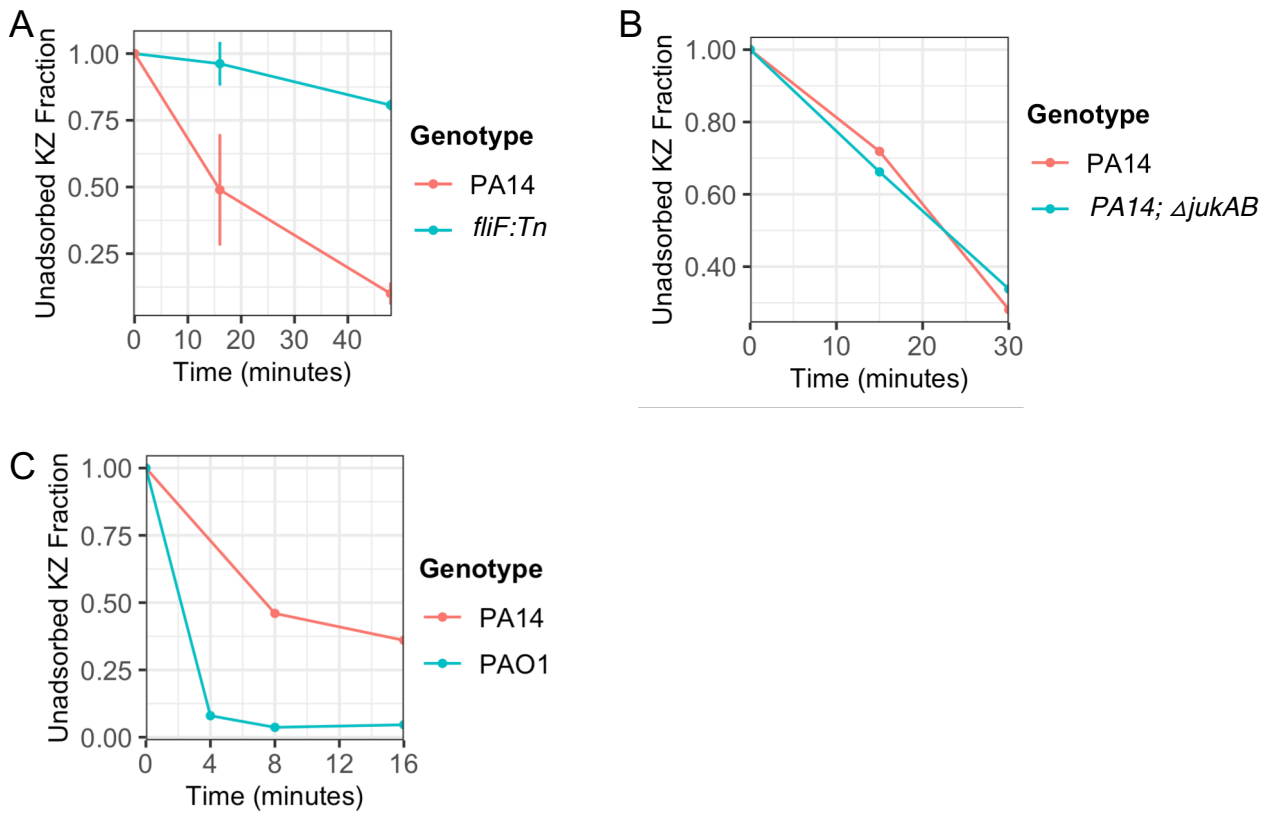 A
Unadsorbed KZ Fraction
1.00
0.75
0.50
0.25
0 10 20 30 40
Time (minutes)
Genotype
PA14
fliF:Tn
B
Unadsorbed KZ Fraction
1.00
0.80
0.60
0.40
0 10 20 30
Time (minutes)
Genotype
PA14
PA14; ΔjukAB
C
Unadsorbed KZ Fraction
1.00
0.75
0.50
0.25
0.00
0 4 8 12 16
Time (minutes)
Genotype
PA14
PAO1